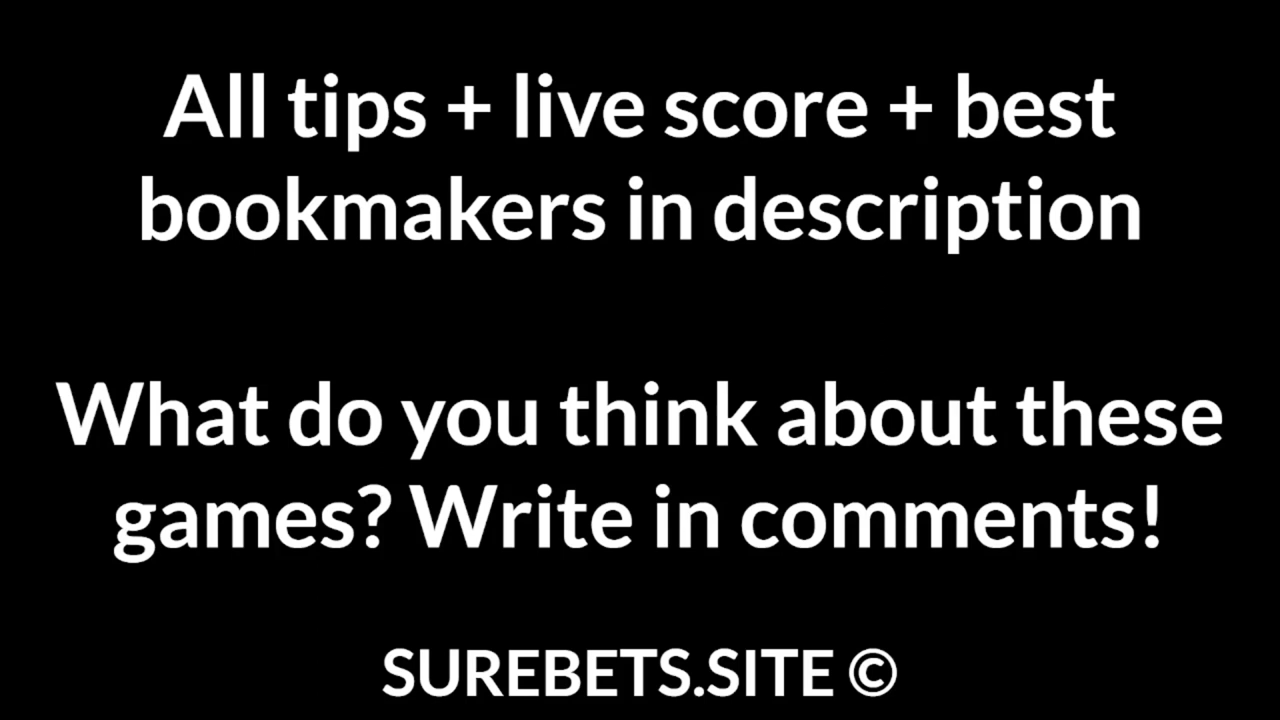 All tips + live score + best
bookmakers in description
What do you think about these
games? Write in comments!
SUREBETS.SITE ©